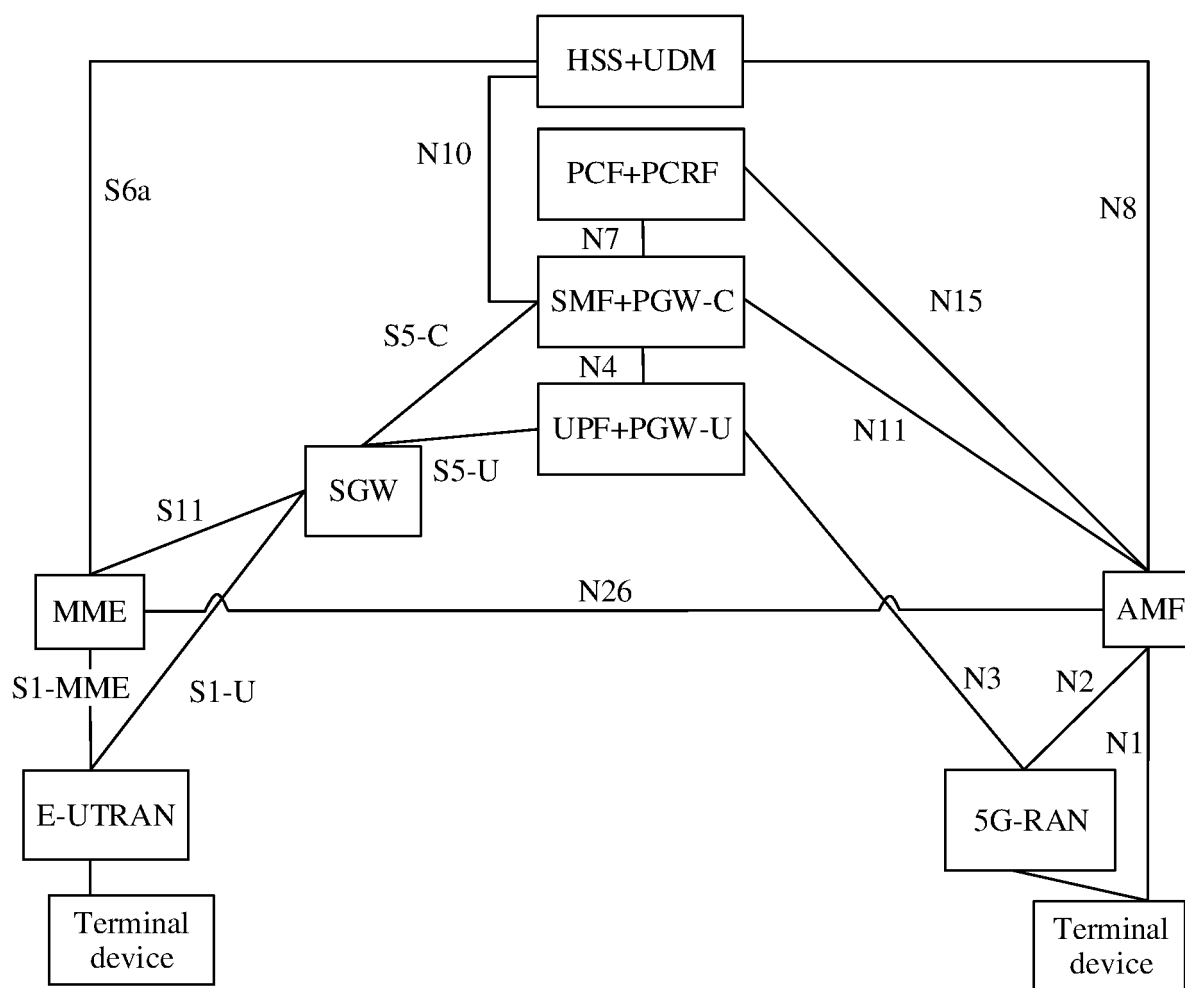 HSS+UDM
N10
PCF+PCRF
S6a
N8
N7
SMF+PGW-C
N15
S5-C
N4
UPF+PGW-U
N11
S5-U
SGW
S11
N26
MME
AMF
S1-MME
S1-U
N3
N2
N1
E-UTRAN
5G-RAN
Terminal
device
Terminal
device